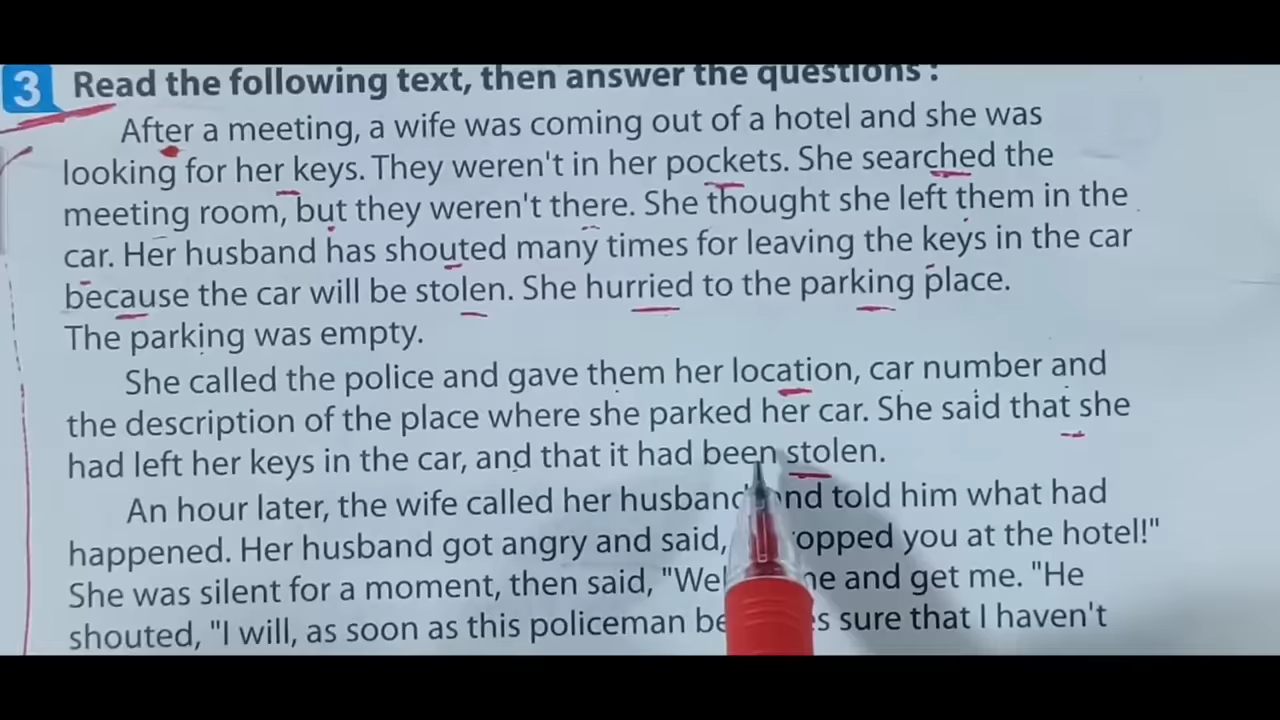 3 Read the following text, then answer the questions :
After a meeting, a wife was coming out of a hotel and she was
looking for her keys. They weren't in her pockets. She searched the
meeting room, but they weren't there. She thought she left them in the
car. Her husband has shouted many times for leaving the keys in the car
because the car will be stolen. She hurried to the parking place.
The parking was empty.
She called the police and gave them her location, car number and
the description of the place where she parked her car. She said that she
had left her keys in the car, and that it had been stolen.
An hour later, the wife called her husband and told him what had
happened. Her husband got angry and said, you at the hotel!"
She was silent for a moment, then said, and get me. "He
shouted, "I will, as soon as this policeman sure that I haven't